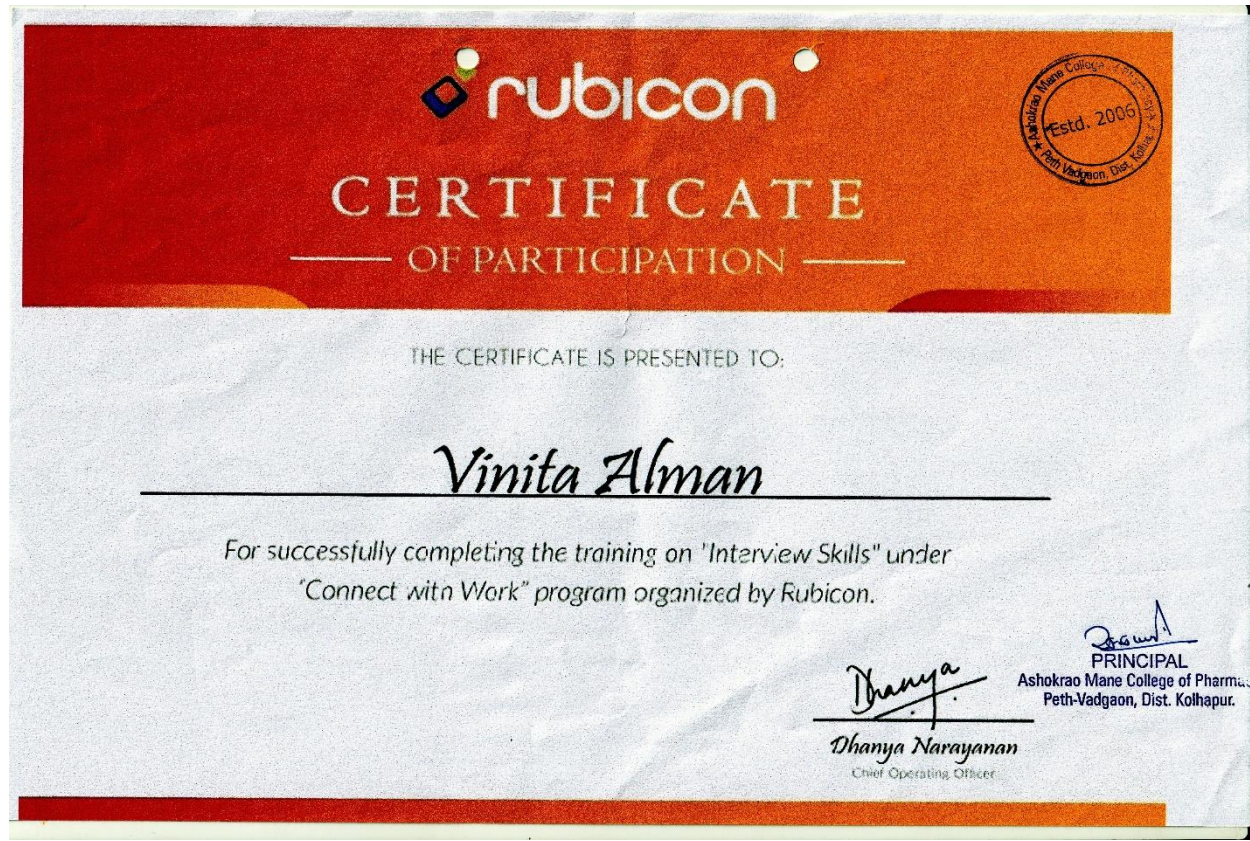 rubicon
Ashokrao Mane College
Estd. 2006
Peth Vadgaon, Dist.
CERTIFICATE
OF PARTICIPATION
THE CERTIFICATE IS PRESENTED TO:
Vinita Alman
For successfully completing the training on "Interview Skills" under
"Connect with Work" program organized by Rubicon.
PRINCIPAL
Ashokrao Mane College of
Peth-Vadgaon, Dist. Kolhapur.
Dhanya
Dhanya Narayanan
Chief Operating Officer